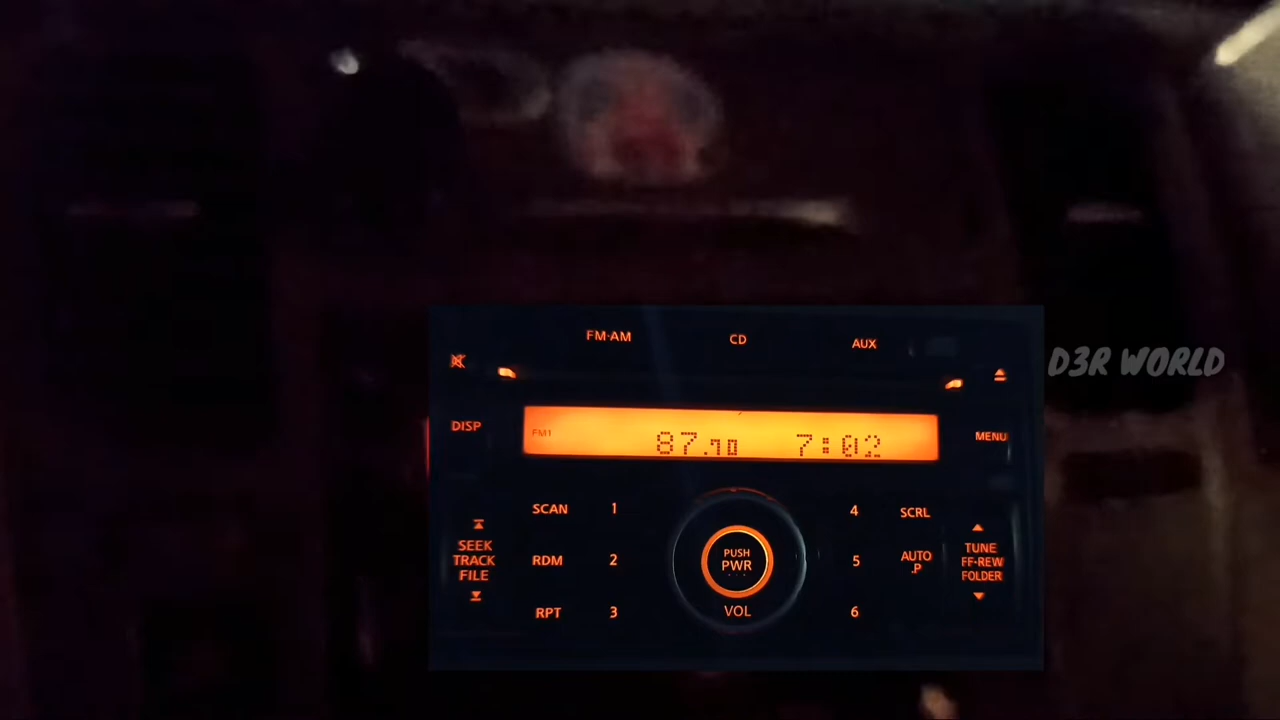 FM·AM
CD
AUX
D3R WORLD
DISP
FM1
87.90
7:02
MENU
SCAN
1
4
SCRL
SEEK
TRACK
FILE
RDM
2
PUSH
PWR
5
AUTO
.P
TUNE
FF·REW
FOLDER
RPT
3
VOL
6